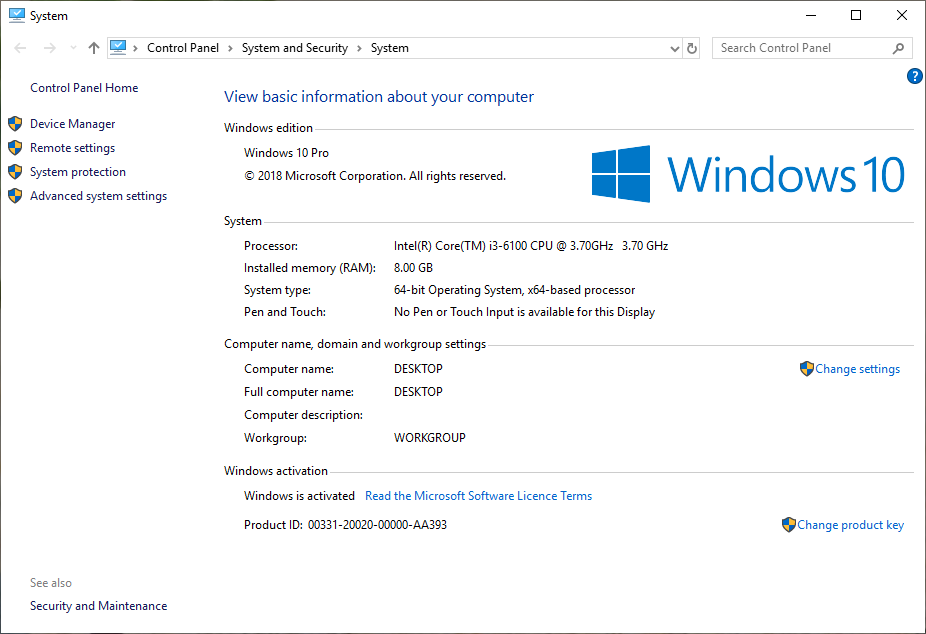 System
Control Panel › System and Security › System
Search Control Panel
?
Control Panel Home
Device Manager
Remote settings
System protection
Advanced system settings
View basic information about your computer
Windows edition
Windows 10 Pro
© 2018 Microsoft Corporation. All rights reserved.
Windows 10
System
Processor: Intel(R) Core(TM) i3-6100 CPU @ 3.70GHz 3.70 GHz
Installed memory (RAM): 8.00 GB
System type: 64-bit Operating System, x64-based processor
Pen and Touch: No Pen or Touch Input is available for this Display
Computer name, domain and workgroup settings
Computer name: DESKTOP Change settings
Full computer name: DESKTOP
Computer description:
Workgroup: WORKGROUP
Windows activation
Windows is activated Read the Microsoft Software Licence Terms
Product ID: 00331-20020-00000-AA393 Change product key
See also
Security and Maintenance